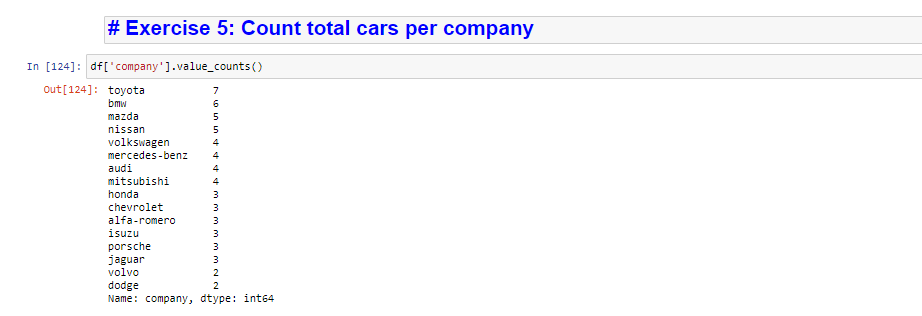 # Exercise 5: Count total cars per company
In [124]: df['company'].value_counts()
Out[124]: toyota 7
bmw 6
mazda 5
nissan 5
volkswagen 4
mercedes-benz 4
audi 4
mitsubishi 4
honda 3
chevrolet 3
alfa-romero 3
isuzu 3
porsche 3
jaguar 3
volvo 2
dodge 2
Name: company, dtype: int64